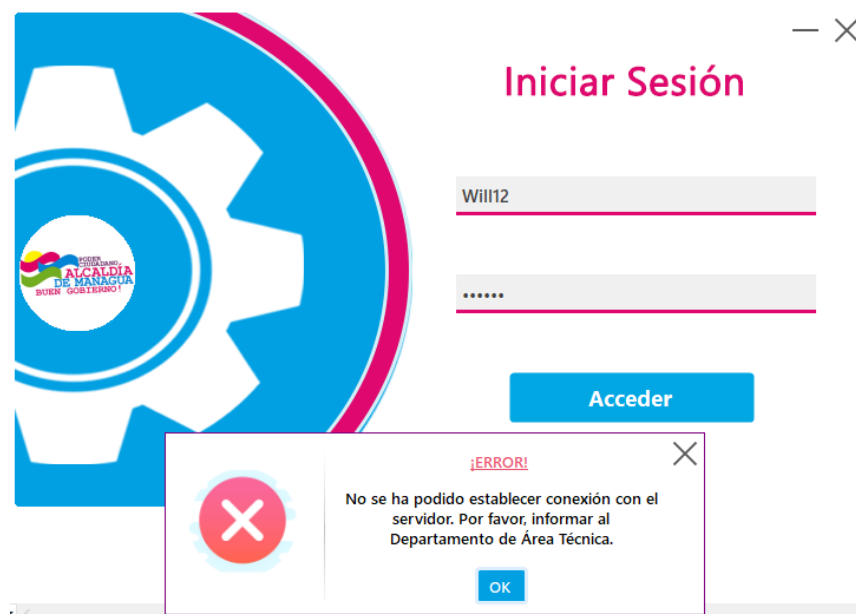 Iniciar Sesión
Will12
••••••
PODER
CIUDADANO,
ALCALDÍA
DE MANAGUA
BUEN GOBIERNO!
Acceder
¡ERROR!
No se ha podido establecer conexión con el
servidor. Por favor, informar al
Departamento de Área Técnica.
OK